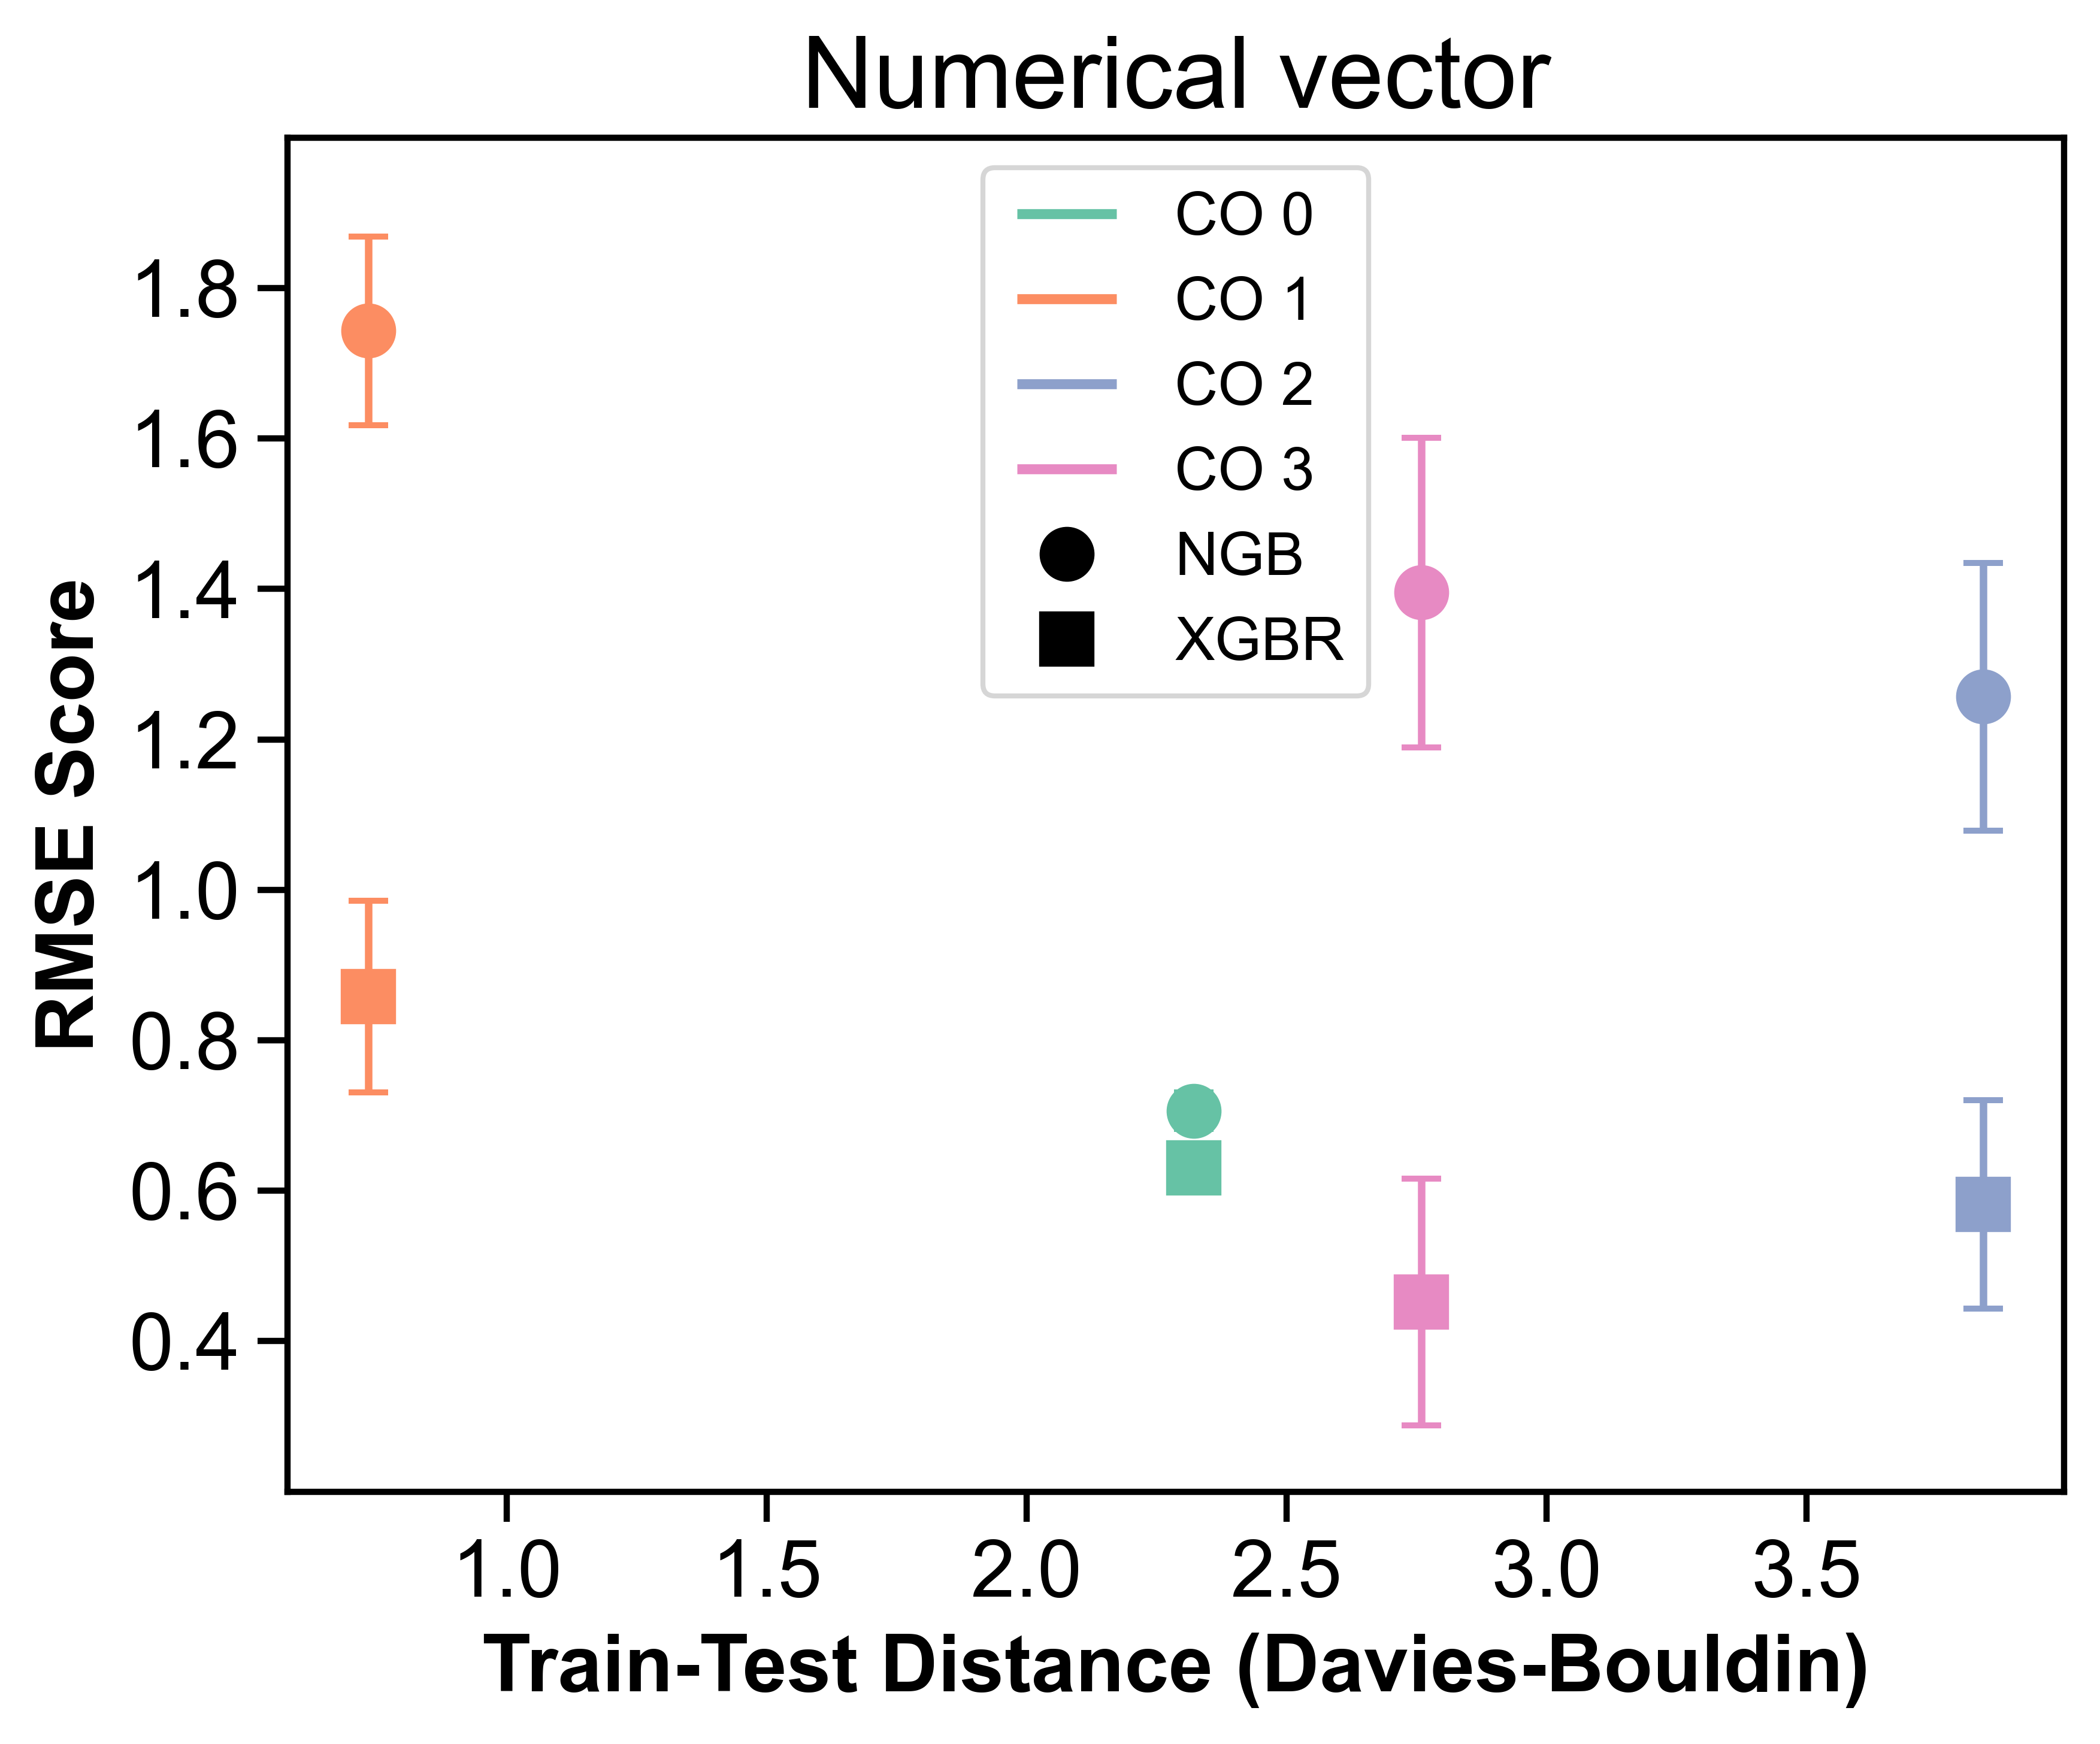 Numerical vector
CO 0
CO 1
CO 2
CO 3
NGB
XGBR
1.8
1.6
1.4
1.2
1.0
0.8
0.6
0.4
RMSE Score
1.0 1.5 2.0 2.5 3.0 3.5
Train-Test Distance (Davies-Bouldin)